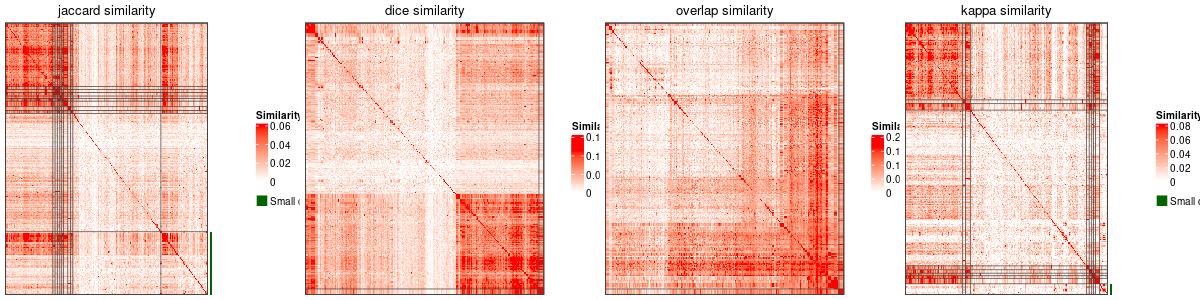 jaccard similarity
Similarity
0.06
0.04
0.02
0
Small c
dice similarity
Simila
0.1
0.1
0.0
0
overlap similarity
Simila
0.2
0.1
0.1
0.0
0
kappa similarity
Similarity
0.08
0.06
0.04
0.02
0
Small c